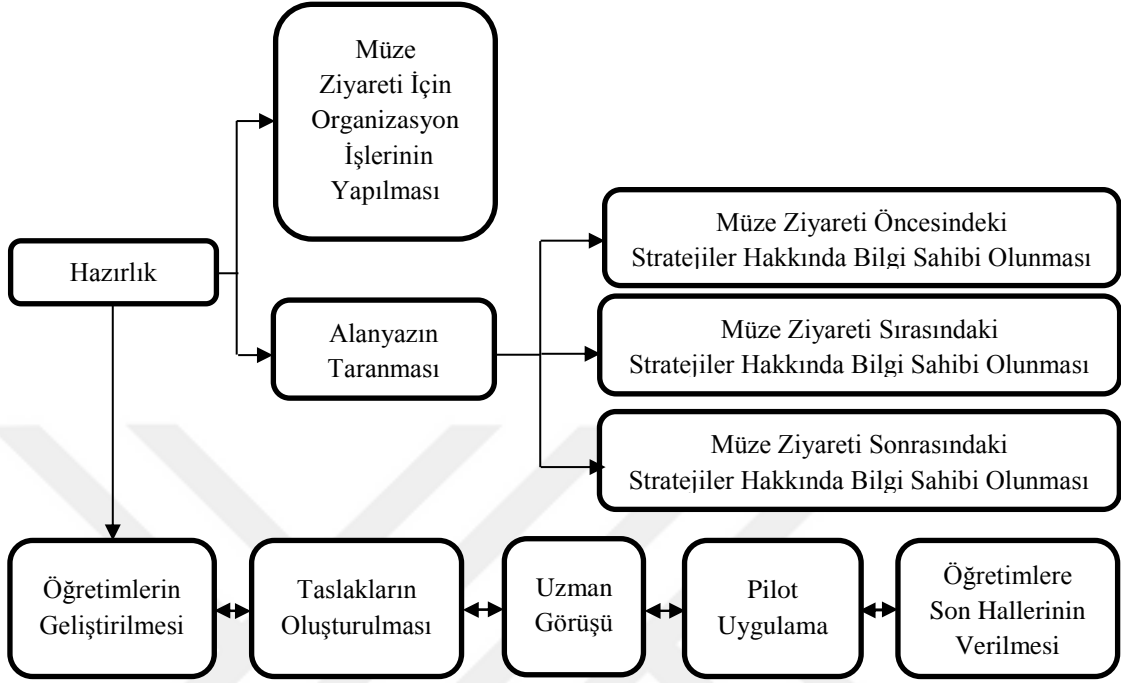 Müze
Ziyareti İçin
Organizasyon
İşlerinin
Yapılması
Hazırlık
Alanyazın
Taranması
Müze Ziyareti Öncesindeki
Stratejiler Hakkında Bilgi Sahibi Olunması
Müze Ziyareti Sırasındaki
Stratejiler Hakkında Bilgi Sahibi Olunması
Müze Ziyareti Sonrasındaki
Stratejiler Hakkında Bilgi Sahibi Olunması
Öğretimlerin
Geliştirilmesi
Taslakların
Oluşturulması
Uzman
Görüşü
Pilot
Uygulama
Öğretimlere
Son Hallerinin
Verilmesi